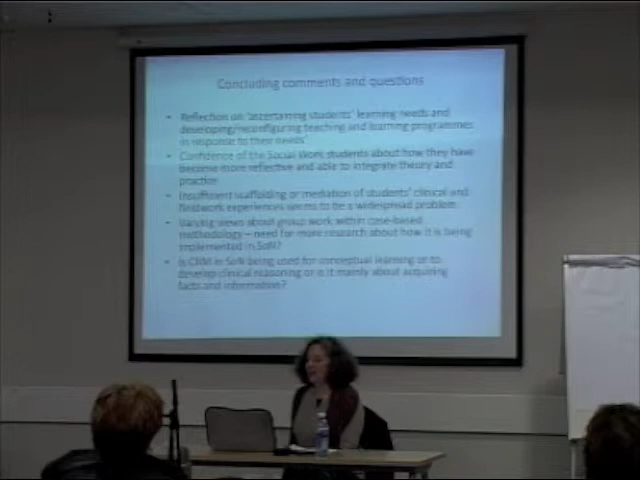 Concluding comments and questions
• Reflection on 'ascertaining students' learning needs and
developing/reconfiguring teaching and learning programmes
in response to their needs'
• Confidence of the Social Work students about how they have
become more reflective and able to integrate theory and
practice
• Insufficient scaffolding or mediation of students' clinical and
fieldwork experiences seems to be a widespread problem
• Varying views about group work within case-based
methodology – need for more research about how it is being
implemented in SoN?
• Is CBM in SoN being used for conceptual learning or to
develop clinical reasoning or is it mainly about acquiring
facts and information?